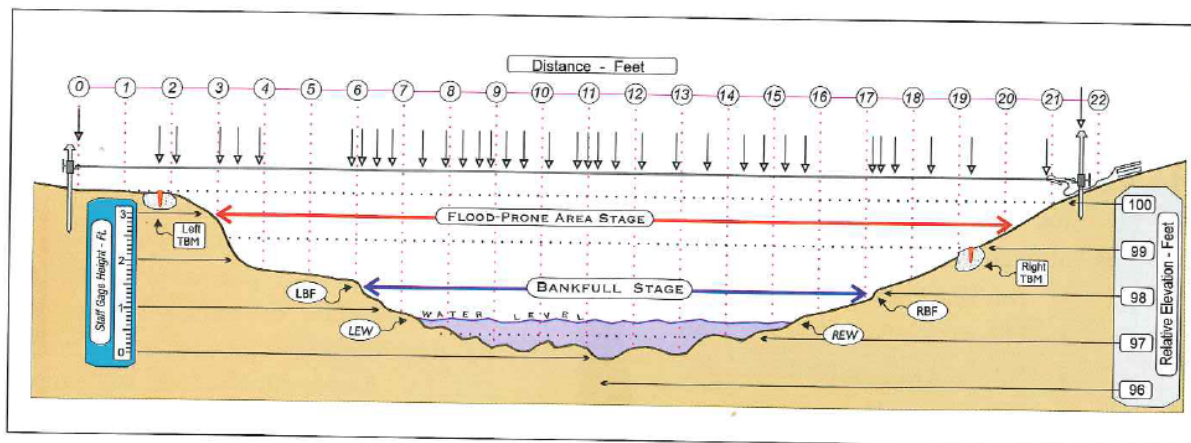 Distance - Feet
0 1 2 3 4 5 6 7 8 9 10 11 12 13 14 15 16 17 18 19 20 21 22
Staff Gage Height - Ft.
3
2
1
0
Left
TBM
FLOOD-PRONE AREA STAGE
BANKFULL STAGE
LBF
LEW
WATER LEVEL
REW
RBF
Right
TBM
100
99
98
97
96
Relative Elevation - Feet